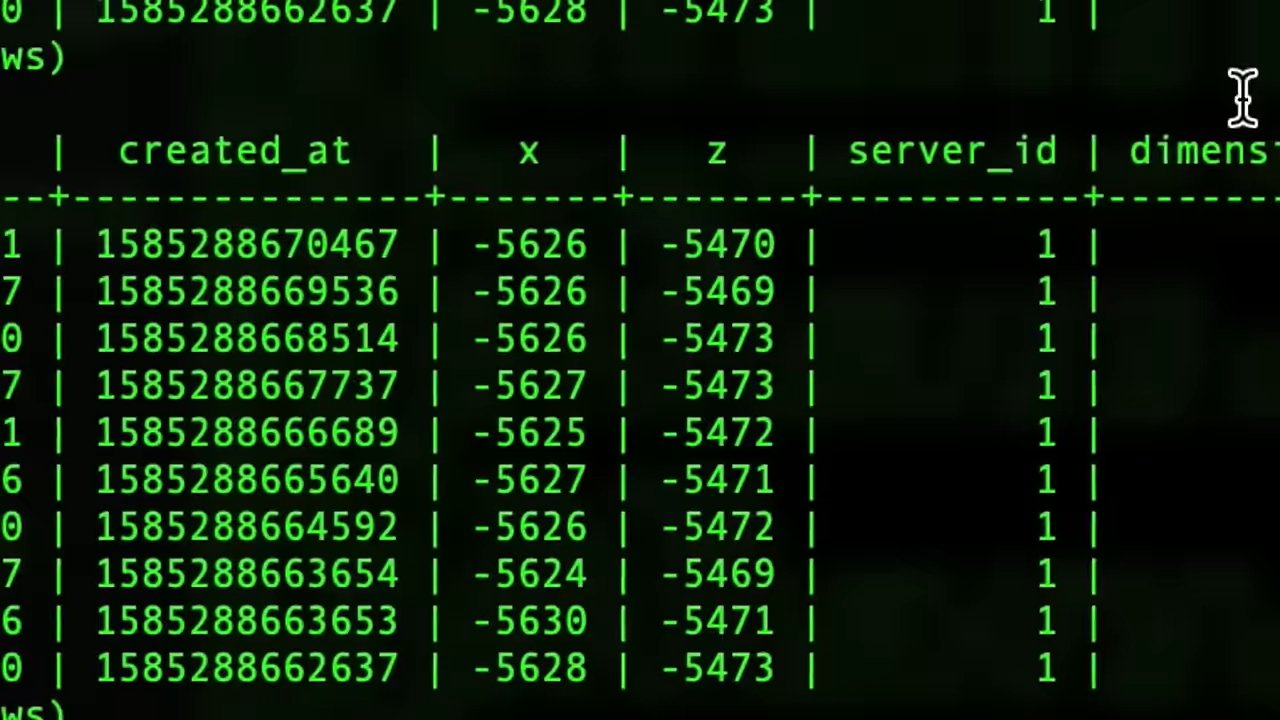 0 | 1585288662637 | -5628 | -5473 | 1 |
ws)
| created_at | x | z | server_id | dimensi
--+---------------+-------+-------+-----------+---------
1 | 1585288670467 | -5626 | -5470 | 1 |
7 | 1585288669536 | -5626 | -5469 | 1 |
0 | 1585288668514 | -5626 | -5473 | 1 |
7 | 1585288667737 | -5627 | -5473 | 1 |
1 | 1585288666689 | -5625 | -5472 | 1 |
6 | 1585288665640 | -5627 | -5471 | 1 |
0 | 1585288664592 | -5626 | -5472 | 1 |
7 | 1585288663654 | -5624 | -5469 | 1 |
6 | 1585288663653 | -5630 | -5471 | 1 |
0 | 1585288662637 | -5628 | -5473 | 1 |
ws)